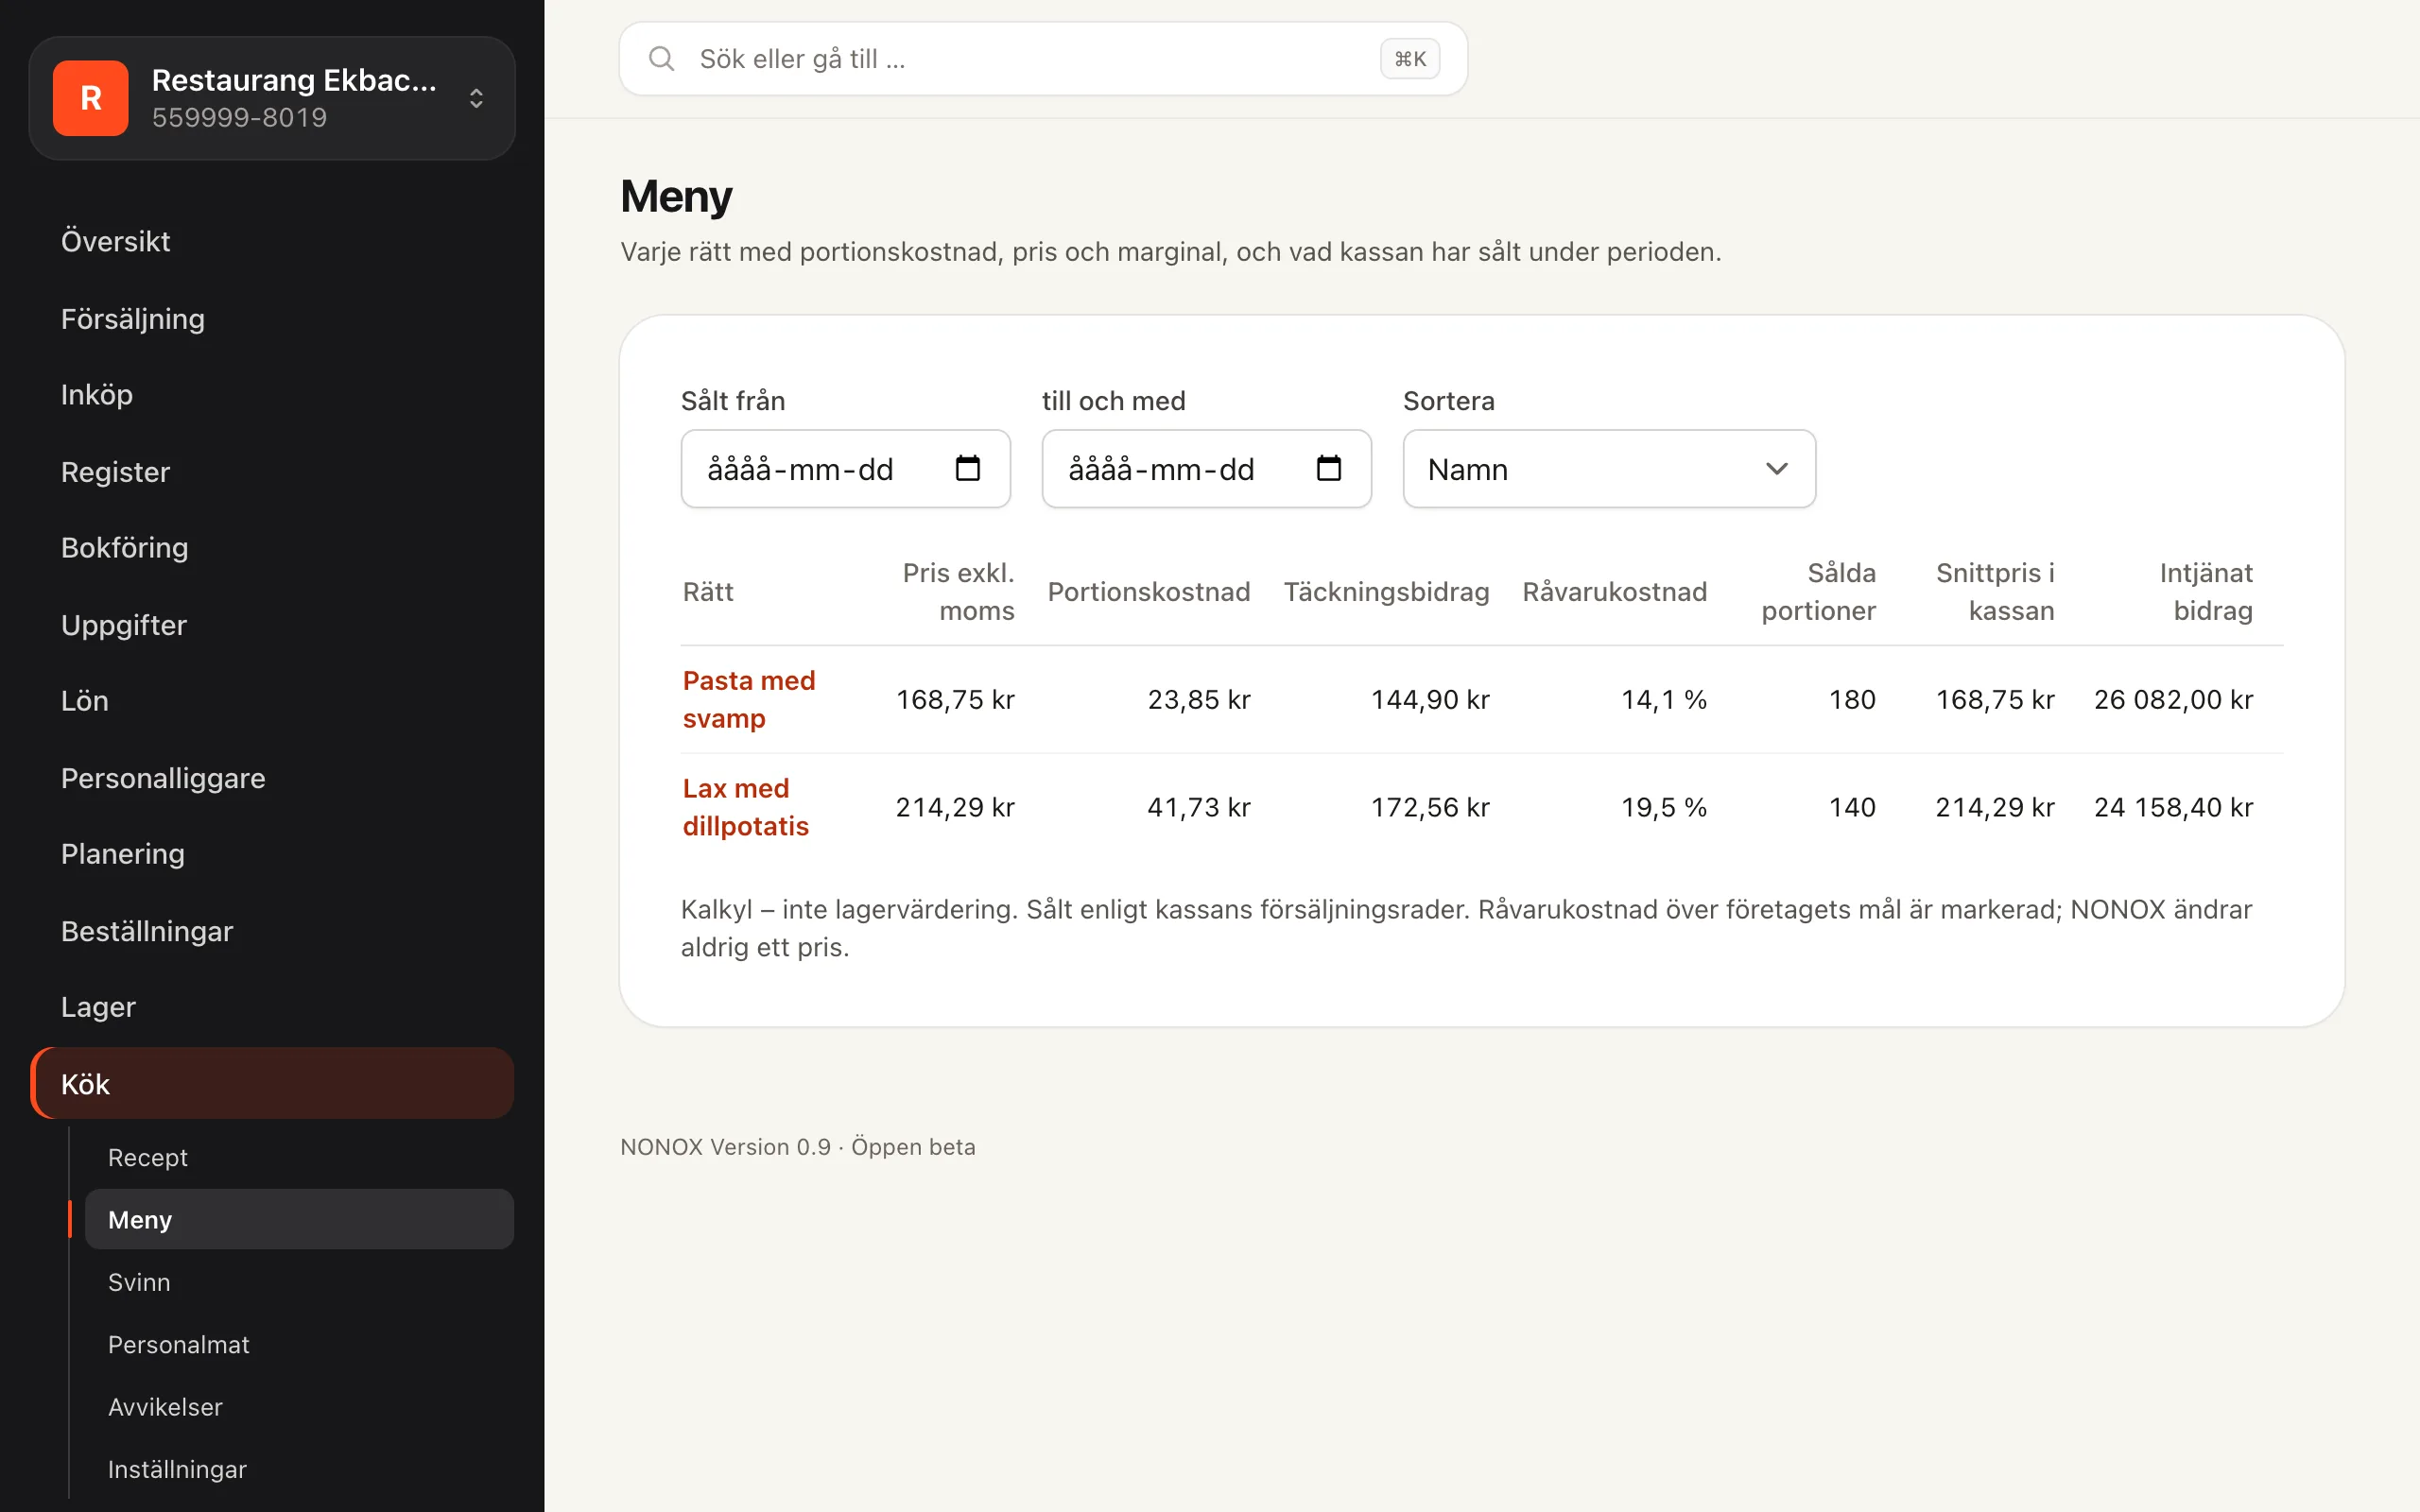 R
Restaurang Ekbac...
559999-8019
Översikt
Försäljning
Inköp
Register
Bokföring
Uppgifter
Lön
Personalliggare
Planering
Beställningar
Lager
Kök
Recept
Meny
Svinn
Personalmat
Avvikelser
Inställningar
Sök eller gå till ...
⌘K
Meny
Varje rätt med portionskostnad, pris och marginal, och vad kassan har sålt under perioden.
Sålt från
till och med
Sortera
åååå-mm-dd
åååå-mm-dd
Namn
Rätt
Pris exkl.
moms
Portionskostnad
Täckningsbidrag
Råvarukostnad
Sålda
portioner
Snittpris i
kassan
Intjänat
bidrag
Pasta med
svamp
168,75 kr
23,85 kr
144,90 kr
14,1 %
180
168,75 kr
26 082,00 kr
Lax med
dillpotatis
214,29 kr
41,73 kr
172,56 kr
19,5 %
140
214,29 kr
24 158,40 kr
Kalkyl – inte lagervärdering. Sålt enligt kassans försäljningsrader. Råvarukostnad över företagets mål är markerad; NONOX ändrar
aldrig ett pris.
NONOX Version 0.9 · Öppen beta